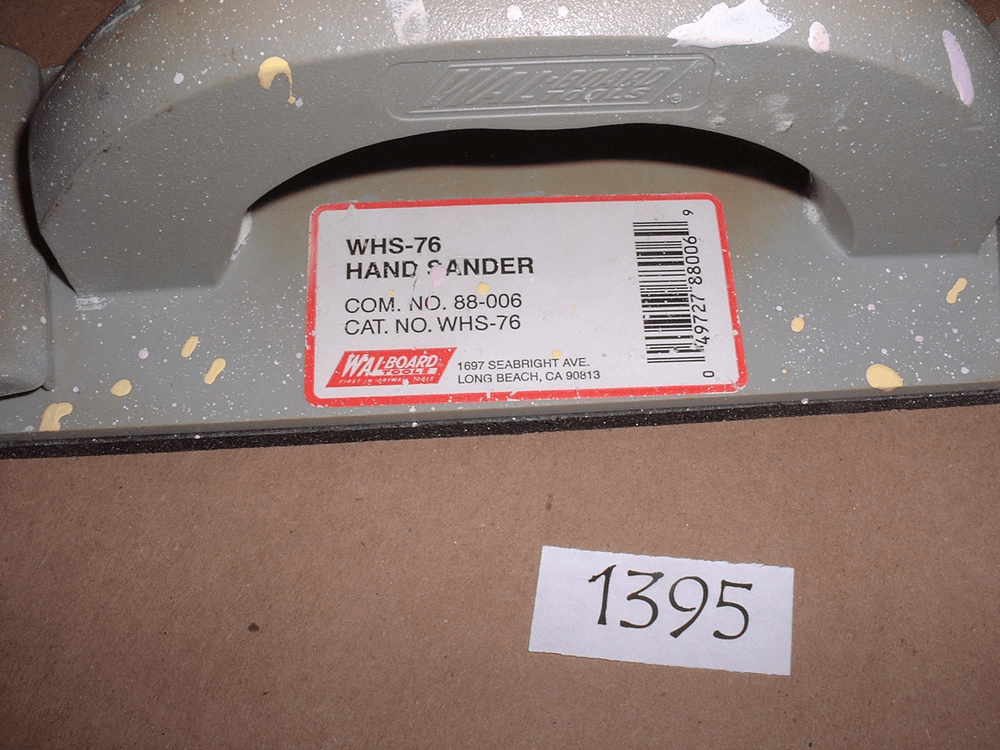 WAL-BOARD
TOOLS
®
WHS-76
HAND SANDER
COM. NO. 88-006
CAT. NO. WHS-76
WAL-BOARD
TOOLS
FIRST IN DRYWALL TOOLS
1697 SEABRIGHT AVE.
LONG BEACH, CA 90813
0 49727 88006 9
1395